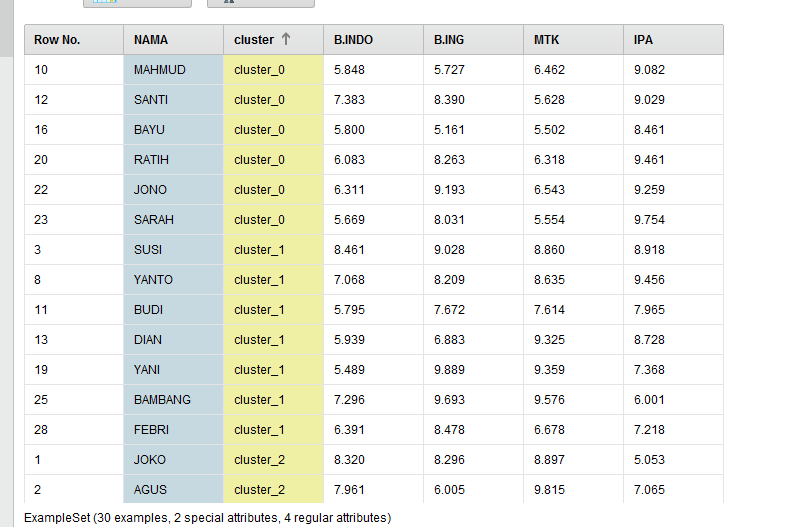 Row No. NAMA cluster B.INDO B.ING MTK IPA
10 MAHMUD cluster_0 5.848 5.727 6.462 9.082
12 SANTI cluster_0 7.383 8.390 5.628 9.029
16 BAYU cluster_0 5.800 5.161 5.502 8.461
20 RATIH cluster_0 6.083 8.263 6.318 9.461
22 JONO cluster_0 6.311 9.193 6.543 9.259
23 SARAH cluster_0 5.669 8.031 5.554 9.754
3 SUSI cluster_1 8.461 9.028 8.860 8.918
8 YANTO cluster_1 7.068 8.209 8.635 9.456
11 BUDI cluster_1 5.795 7.672 7.614 7.965
13 DIAN cluster_1 5.939 6.883 9.325 8.728
19 YANI cluster_1 5.489 9.889 9.359 7.368
25 BAMBANG cluster_1 7.296 9.693 9.576 6.001
28 FEBRI cluster_1 6.391 8.478 6.678 7.218
1 JOKO cluster_2 8.320 8.296 8.897 5.053
2 AGUS cluster_2 7.961 6.005 9.815 7.065
ExampleSet (30 examples, 2 special attributes, 4 regular attributes)